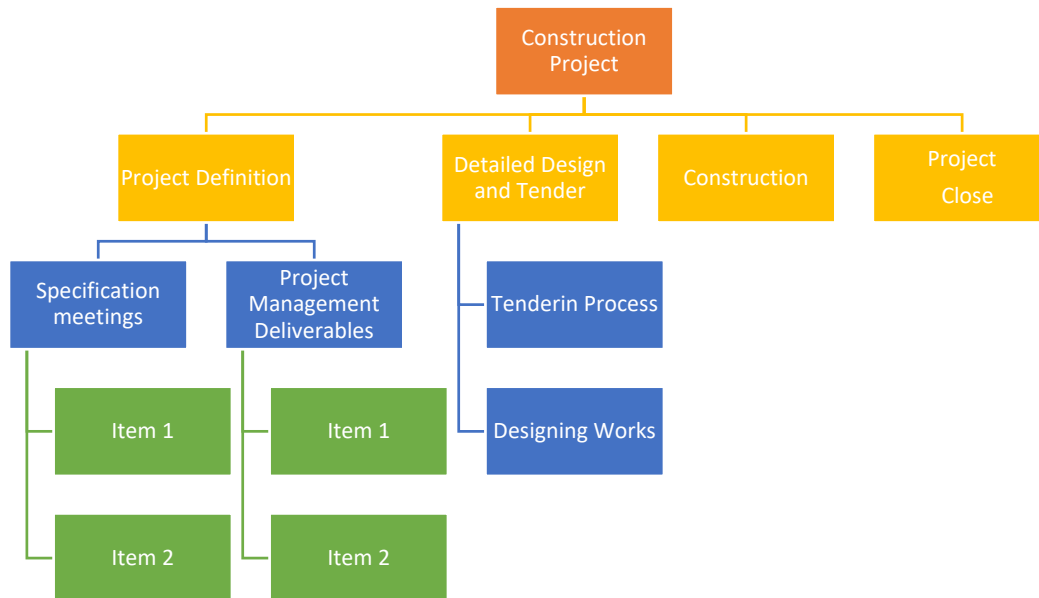 Construction
Project
Project Definition
Detailed Design
and Tender
Construction
Project
Close
Specification
meetings
Project
Management
Deliverables
Tenderin Process
Item 1
Item 1
Designing Works
Item 2
Item 2